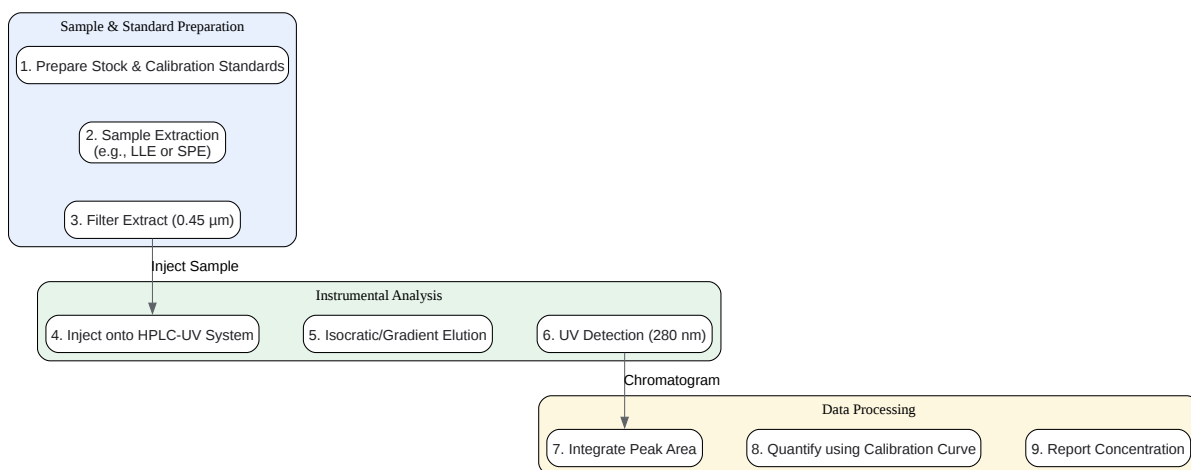 Sample & Standard Preparation
1. Prepare Stock & Calibration Standards
2. Sample Extraction
(e.g., LLE or SPE)
3. Filter Extract (0.45 µm)
Inject Sample
Instrumental Analysis
4. Inject onto HPLC-UV System
5. Isocratic/Gradient Elution
6. UV Detection (280 nm)
Chromatogram
Data Processing
7. Integrate Peak Area
8. Quantify using Calibration Curve
9. Report Concentration